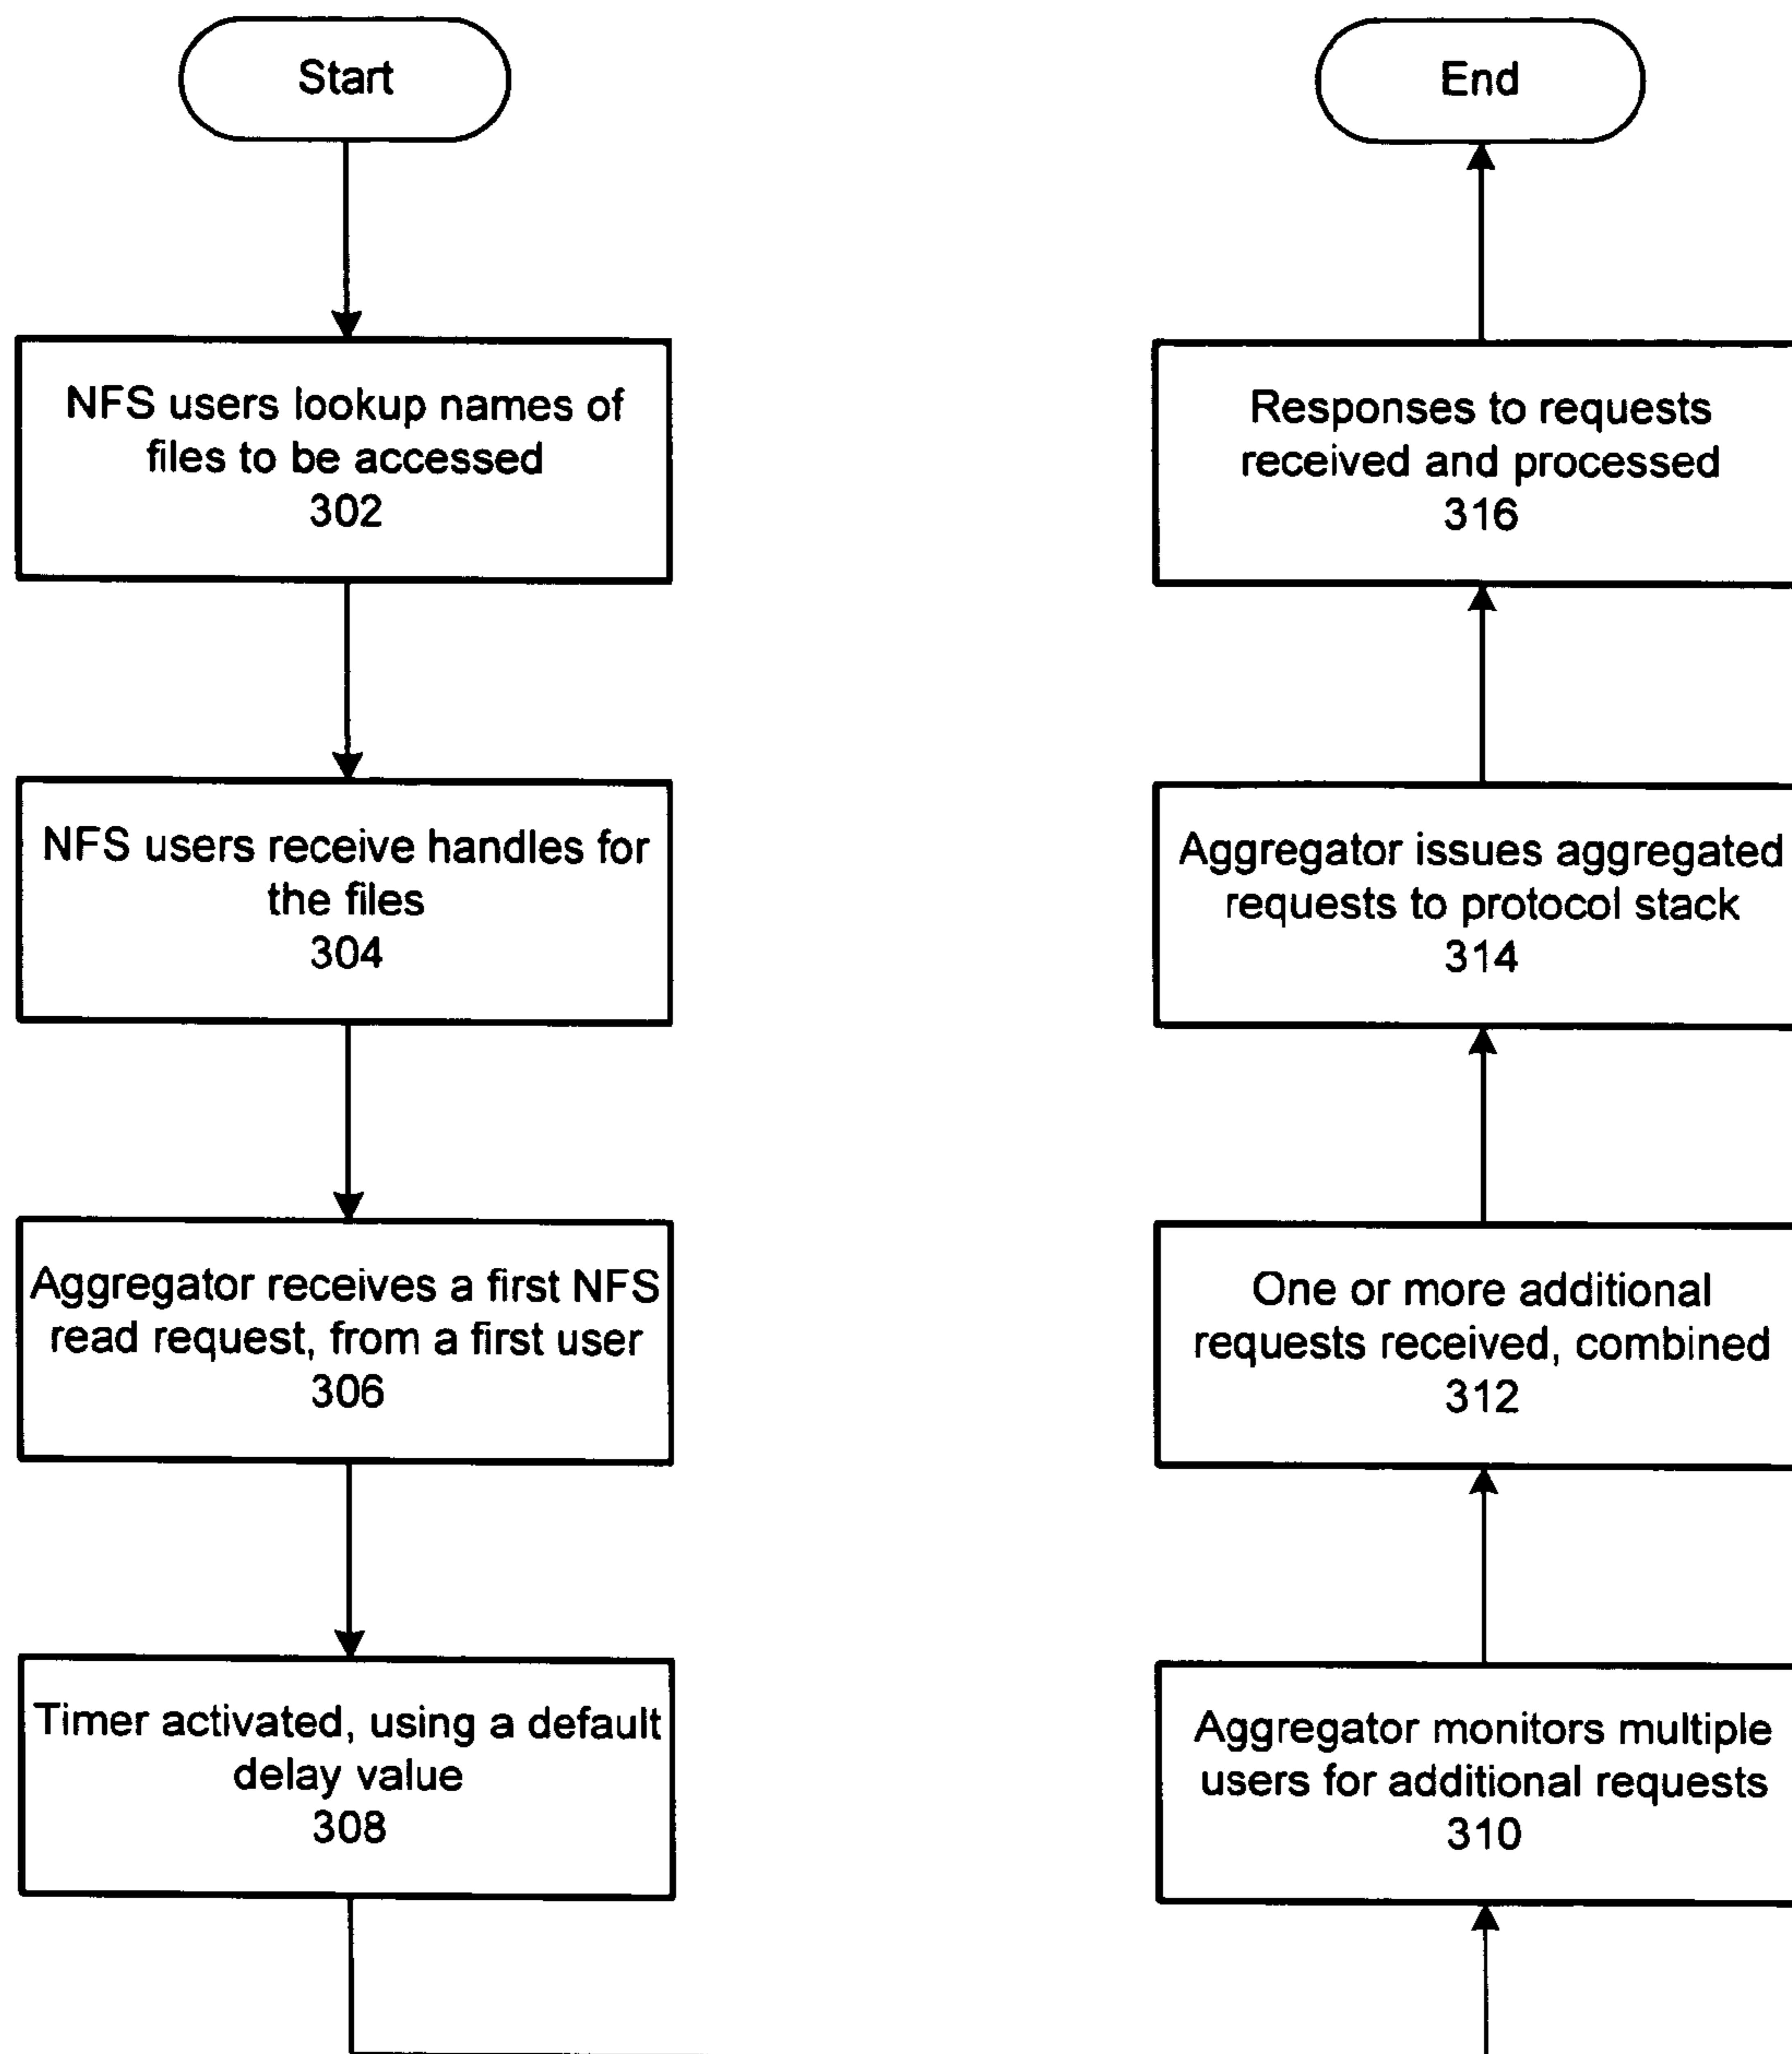 Start
NFS users lookup names of
files to be accessed
302
NFS users receive handles for
the files
304
Aggregator receives a first NFS
read request, from a first user
306
Timer activated, using a default
delay value
308
Aggregator monitors multiple
users for additional requests
310
One or more additional
requests received, combined
312
Aggregator issues aggregated
requests to protocol stack
314
Responses to requests
received and processed
316
End